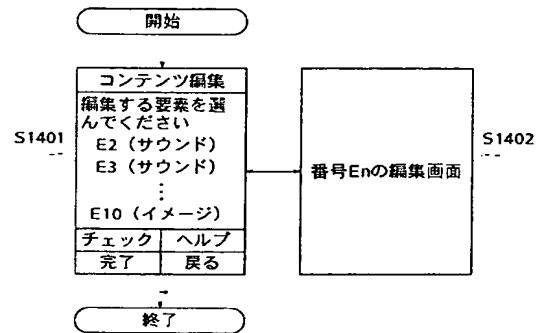 開始
コンテンツ編集
編集する要素を選
んでください
E2（サウンド）
E3（サウンド）
⋮
E10（イメージ）
チェック ヘルプ
完了 戻る
S1401
番号Enの編集画面
S1402
終了